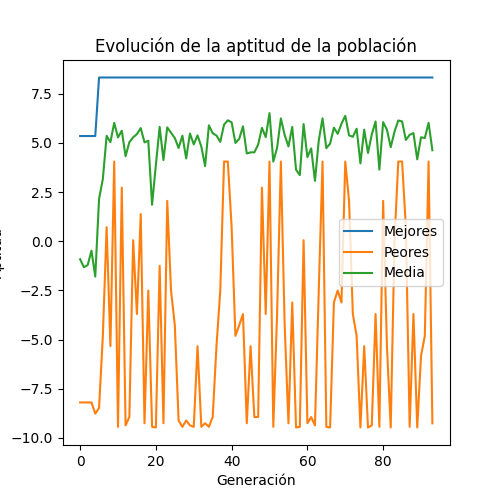 Evolución de la aptitud de la población
7.5
5.0
2.5
0.0
−2.5
−5.0
−7.5
−10.0
Mejores
Peores
Media
0
20
40
60
80
Generación